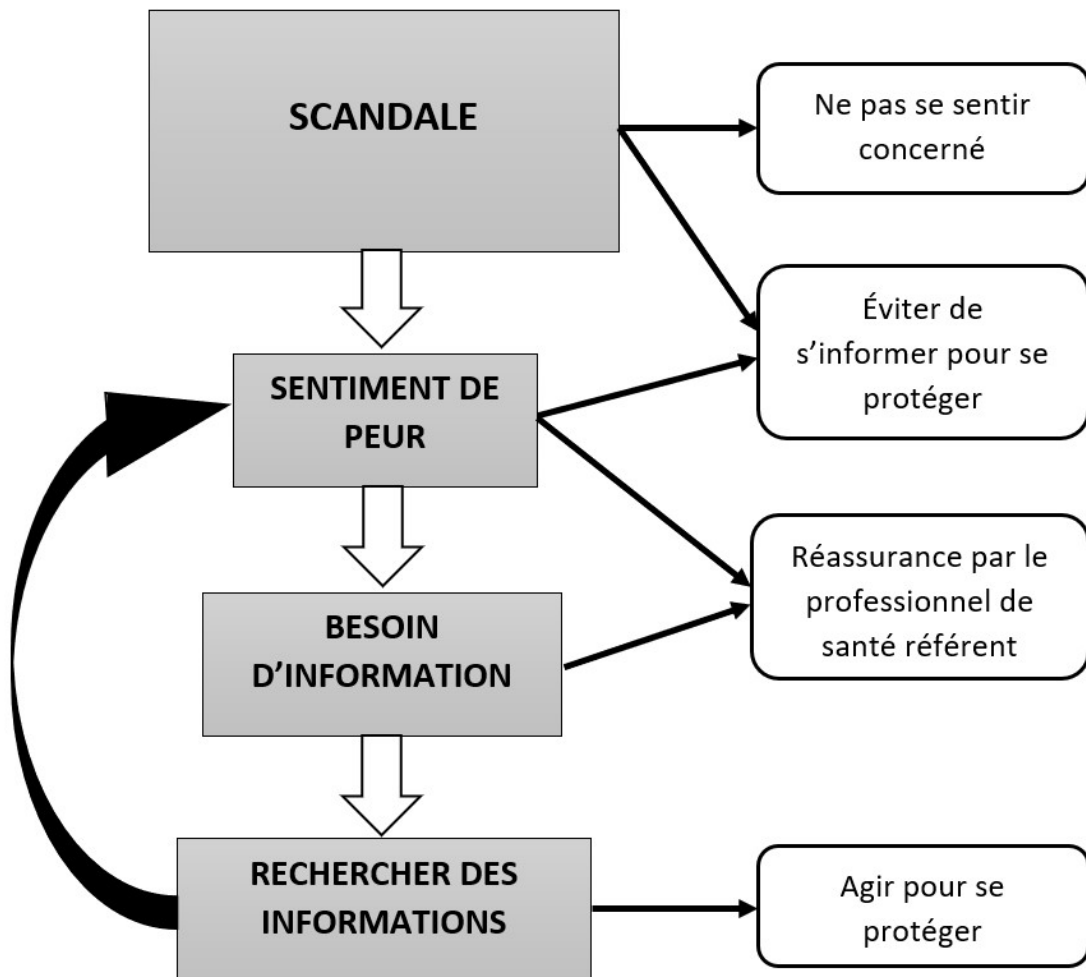 SCANDALE
Ne pas se sentir
concerné
Éviter de
s’informer pour se
protéger
SENTIMENT DE
PEUR
Réassurance par le
professionnel de
santé référent
BESOIN
D’INFORMATION
RECHERCHER DES
INFORMATIONS
Agir pour se
protéger